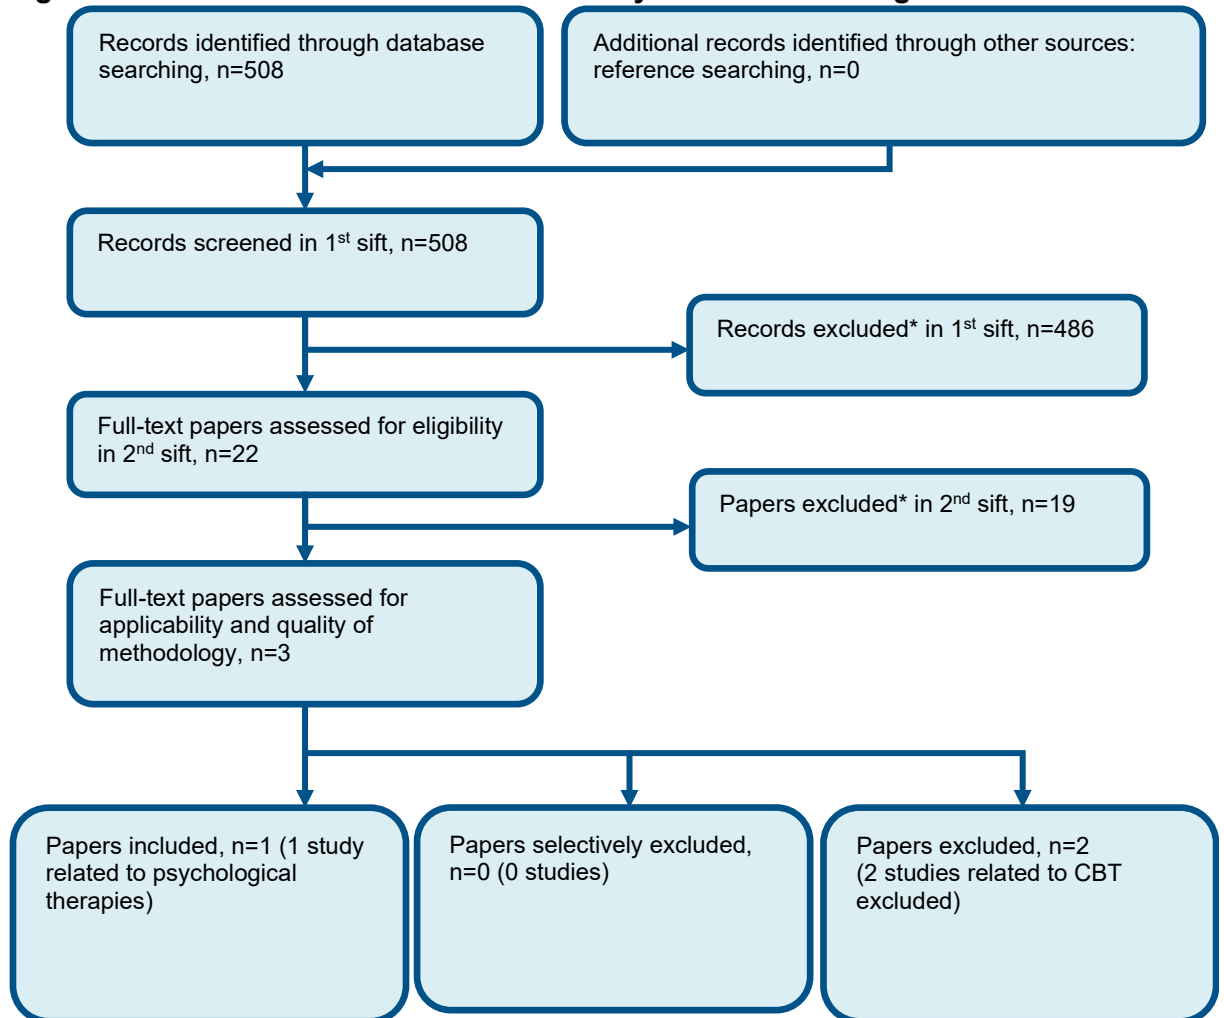 Records identified through database
searching, n=508
Additional records identified through other sources:
reference searching, n=0
Records screened in 1st sift, n=508
Records excluded* in 1st sift, n=486
Full-text papers assessed for eligibility
in 2nd sift, n=22
Papers excluded* in 2nd sift, n=19
Full-text papers assessed for
applicability and quality of
methodology, n=3
Papers included, n=1 (1 study
related to psychological
therapies)
Papers selectively excluded,
n=0 (0 studies)
Papers excluded, n=2
(2 studies related to CBT
excluded)